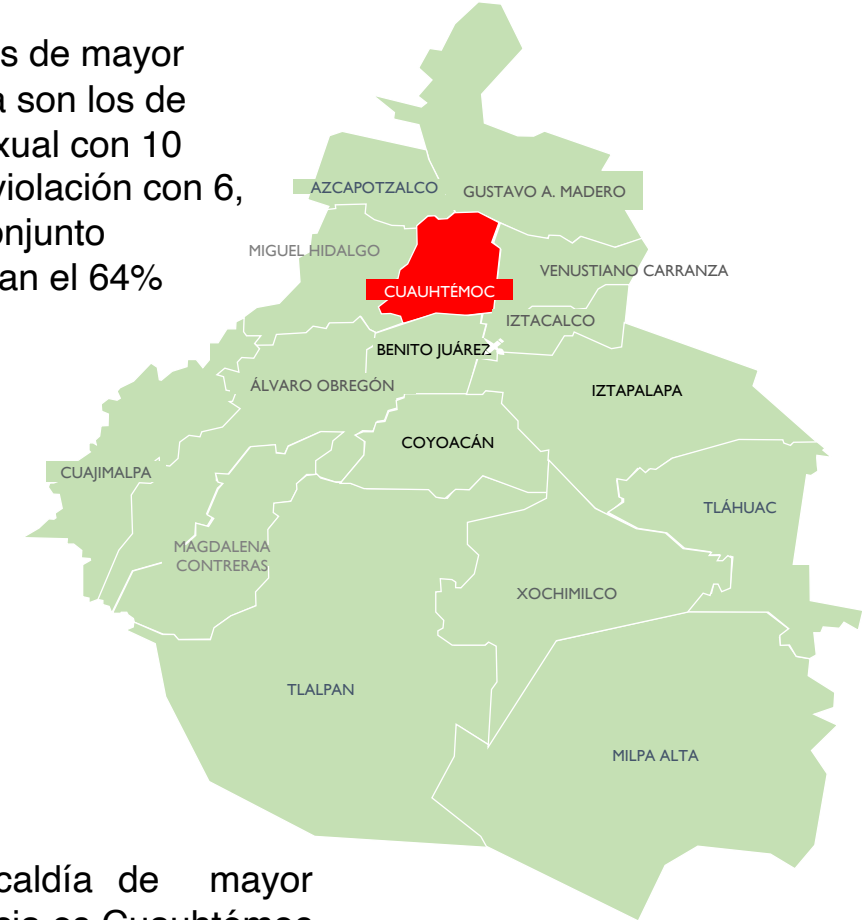 s de mayor
son los de
xual con 10
violación con 6,
onjunto
an el 64%
AZCAPOTZALCO
GUSTAVO A. MADERO
MIGUEL HIDALGO
VENUSTIANO CARRANZA
CUAUHTÉMOC
IZTACALCO
BENITO JUÁREZ
ÁLVARO OBREGÓN
IZTAPALAPA
COYOACÁN
CUAJIMALPA
TLÁHUAC
MAGDALENA
CONTRERAS
XOCHIMILCO
TLALPAN
MILPA ALTA
caldía de mayor
es Cuauhtémoc